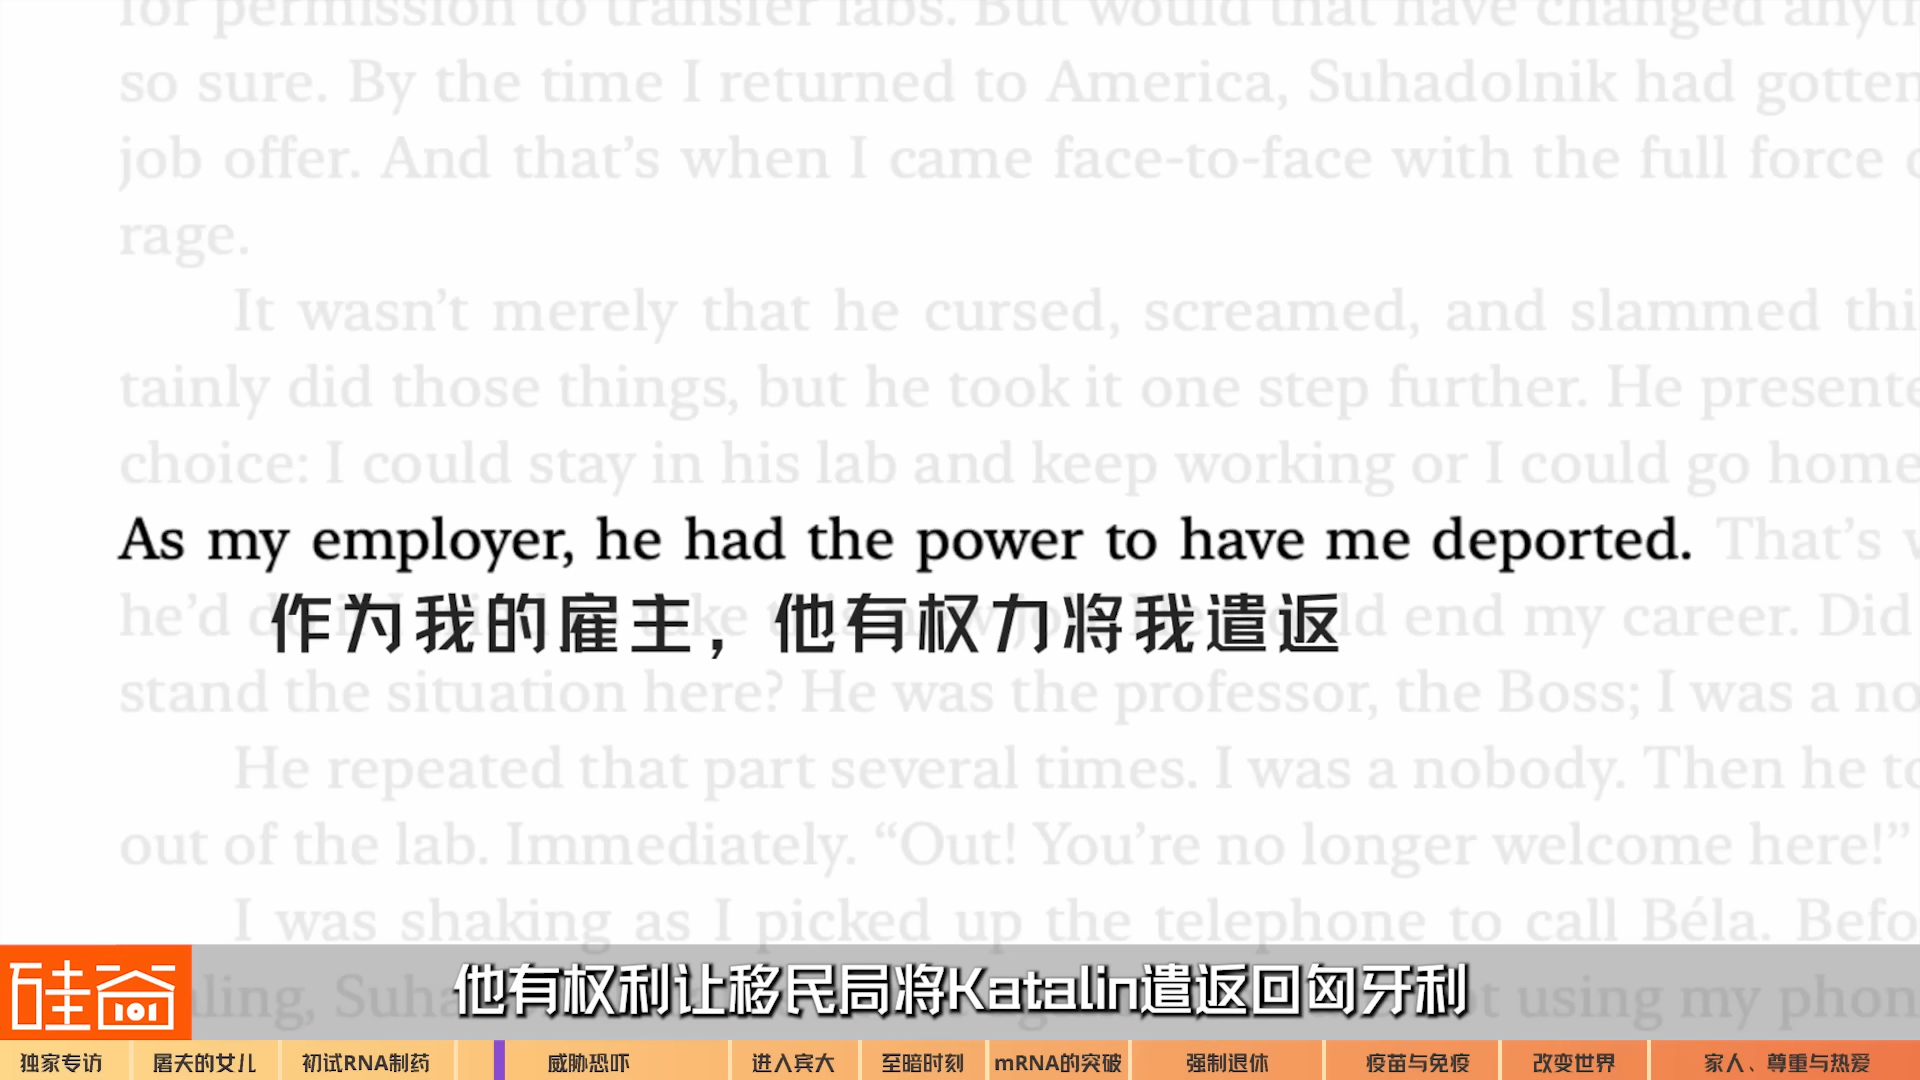 for permission to transfer labs. But would that have changed
so sure. By the time I returned to America, Suhadolnik had gotten
job offer. And that's when I came face-to-face with the full force
rage.
It wasn't merely that he cursed, screamed, and slammed thi
tainly did those things, but he took it one step further. He presente
choice: I could stay in his lab and keep working or I could go home
As my employer, he had the power to have me deported. That's
he'd
作为我的雇主，他有权力将我遣返
end my career. Did
stand the situation here? He was the professor, the Boss; I was a no
He repeated that part several times. I was a nobody. Then he to
out of the lab. Immediately. “Out! You're no longer welcome here!”
I was shaking as I picked up the telephone to call Béla. Befo
using my phon
硅谷101
他有权利让移民局将Katalin遣返回匈牙利
独家专访 屠夫的女儿 初试RNA制药 威胁恐吓 进入宾大 至暗时刻 mRNA的突破 强制退休 疫苗与免疫 改变世界 家人、尊重与热爱